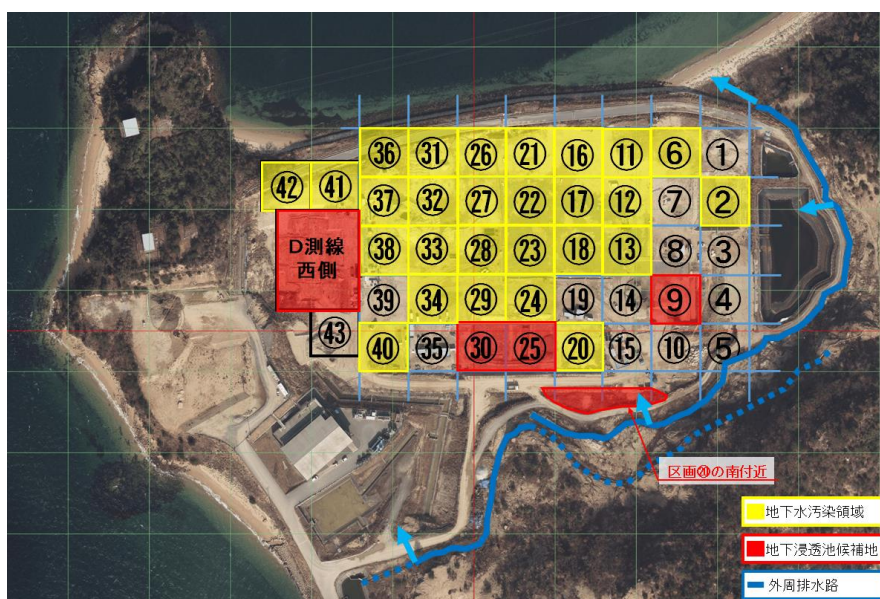 ㊱ ㉛ ㉖ ㉑ ⑯ ⑪ ⑥ ①
㊷ ㊶ ㊲ ㉜ ㉗ ㉒ ⑰ ⑫ ⑦ ②
D測線
西側
㊳ ㉝ ㉘ ㉓ ⑱ ⑬ ⑧ ③
㊴ ㉞ ㉙ ㉔ ⑲ ⑭ ⑨ ④
㊸ ㊵ ㉟ ㉚ ㉕ ⑳ ⑮ ⑩ ⑤
区画⑳の南付近
地下水汚染領域
地下浸透池候補地
外周排水路